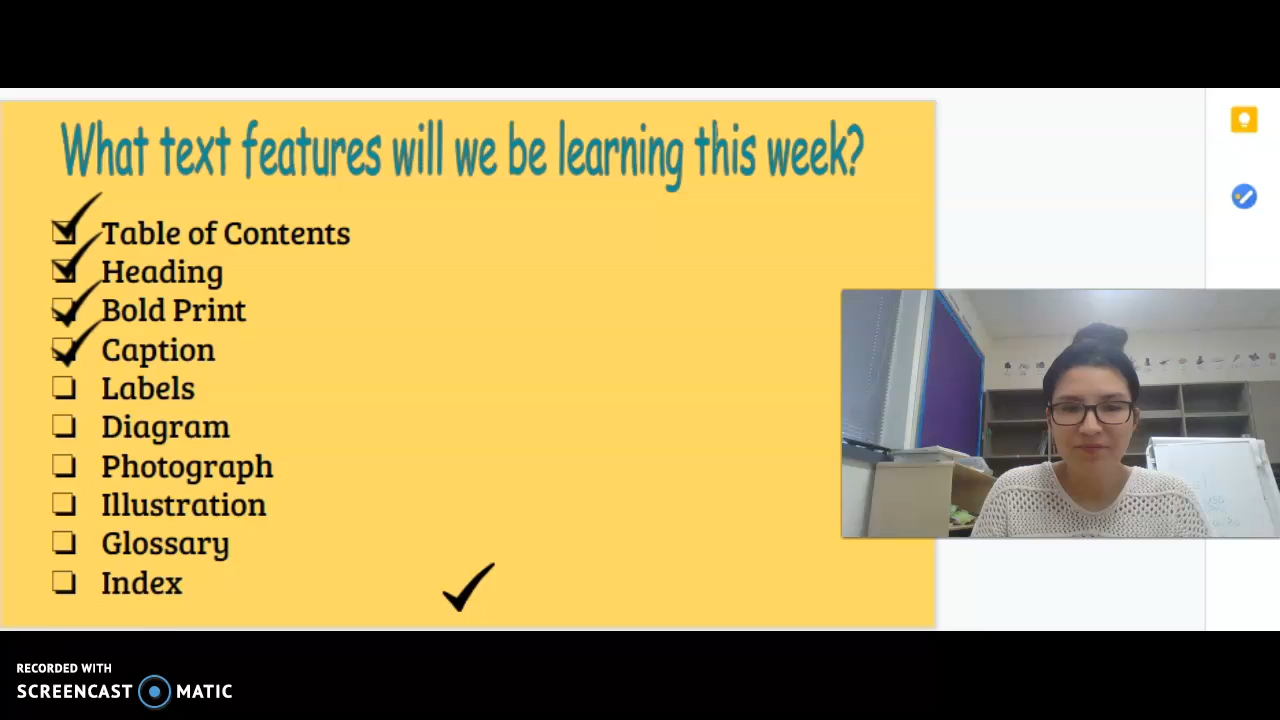 What text features will we be learning this week?
Table of Contents
Heading
Bold Print
Caption
Labels
Diagram
Photograph
Illustration
Glossary
Index
RECORDED WITH
SCREENCAST MATIC